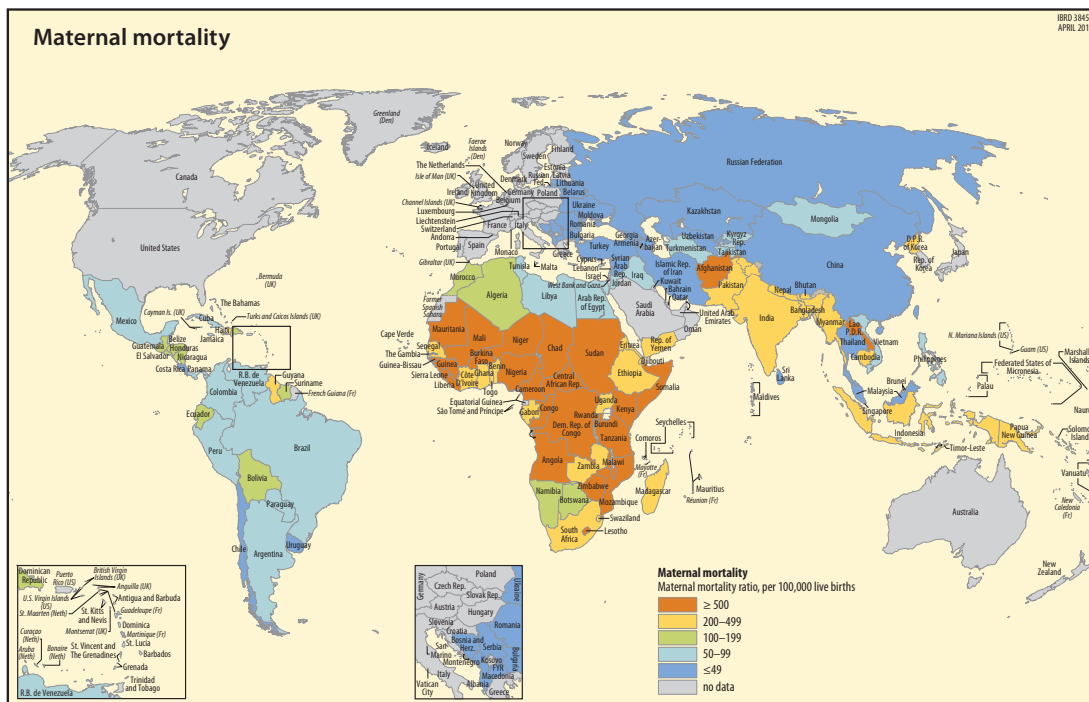 IBRD 3845
APRIL 201
Maternal mortality
Greenland
(Den)
Iceland
Faeroe
Islands
(Den)
Norway
Sweden
Finland
Russian Federation
Canada
The Netherlands
Isle of Man (UK)
Ireland
United
Kingdom
Denmark
Estonia
Russian
Fed.
Latvia
Lithuania
Germany
Poland
Belarus
Channel Islands (UK)
Belgium
Luxembourg
Liechtenstein
Switzerland
Andorra
France
Italy
Ukraine
Moldova
Romania
Bulgaria
Kazakhstan
Mongolia
United States
Portugal
Spain
Monaco
Greece
Turkey
Georgia
Armenia
Azer-
baijan
Uzbekistan
Turkmenistan
Kyrgyz
Rep.
Tajikistan
D.P.R.
of Korea
Rep. of
Korea
Japan
China
Gibraltar (UK)
Tunisia
Malta
Cyprus
Lebanon
Israel
Syrian
Arab
Rep.
Jordan
Iraq
Islamic Rep.
of Iran
Kuwait
Bahrain
Qatar
Afghanistan
Pakistan
Nepal
Bhutan
Bermuda
(UK)
Morocco
Algeria
Libya
West Bank and Gaza
Arab Rep.
of Egypt
Saudi
Arabia
United Arab
Emirates
Oman
India
Bangladesh
Myanmar
Lao
P.D.R.
The Bahamas
Cayman Is. (UK)
Cuba
Turks and Caicos Islands (UK)
Mexico
Belize
Jamaica
Haiti
Guatemala
Honduras
El Salvador
Nicaragua
Costa Rica
Panama
Former
Spanish
Sahara
Cape Verde
Mauritania
Mali
Niger
Chad
Sudan
Eritrea
Rep. of
Yemen
Djibouti
Thailand
Vietnam
Cambodia
Philippines
N. Mariana Islands (US)
Guam (US)
Federated States of
Micronesia
Marshall
Islands
Palau
Senegal
The Gambia
Guinea-Bissau
Guinea
Sierra Leone
Liberia
Burkina
Faso
Côte
D'Ivoire
Ghana
Togo
Benin
Nigeria
Cameroon
Central
African Rep.
Ethiopia
Somalia
Sri
Lanka
Maldives
Brunei
Malaysia
Singapore
Indonesia
Papua
New Guinea
Nauru
Solomon
Islands
Timor-Leste
Vanuatu
New
Caledonia
(Fr)
R.B. de
Venezuela
Guyana
Suriname
French Guiana (Fr)
Colombia
Ecuador
Peru
Brazil
Bolivia
Paraguay
Chile
Argentina
Uruguay
Equatorial Guinea
São Tomé and Príncipe
Gabon
Congo
Dem. Rep. of
Congo
Uganda
Kenya
Rwanda
Burundi
Tanzania
Seychelles
Comoros
Mayotte
(Fr)
Angola
Zambia
Malawi
Zimbabwe
Mozambique
Madagascar
Mauritius
Réunion (Fr)
Namibia
Botswana
Swaziland
Lesotho
South
Africa
Australia
New
Zealand
Dominican
Republic
Puerto
Rico (US)
British Virgin
Islands (UK)
U.S. Virgin Islands
(US)
Anguilla (UK)
Antigua and Barbuda
St. Maarten (Neth)
St. Kitts
and Nevis
Guadeloupe (Fr)
Montserrat (UK)
Dominica
Martinique (Fr)
St. Lucia
Curaçao
(Neth)
Aruba
(Neth)
Bonaire
(Neth)
St. Vincent and
The Grenadines
Barbados
Grenada
Trinidad
and Tobago
R.B. de Venezuela
Germany
Poland
Czech Rep.
Slovak Rep.
Ukraine
Austria
Hungary
Slovenia
Croatia
Romania
San
Marino
Bosnia and
Herz.
Serbia
Montenegro
Kosovo
FYR
Macedonia
Bulgaria
Italy
Vatican
City
Albania
Greece
Maternal mortality
Maternal mortality ratio, per 100,000 live births
≥ 500
200–499
100–199
50–99
≤49
no data